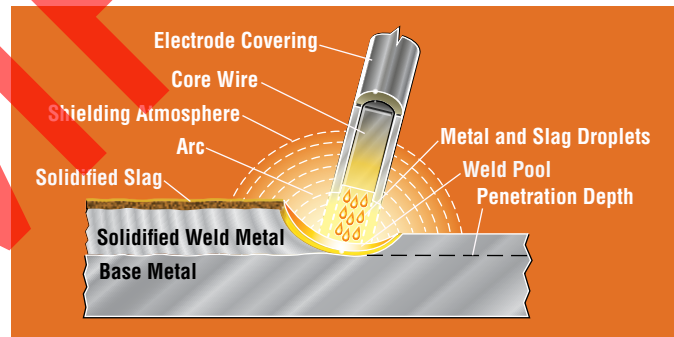 Electrode Covering
Core Wire
Shielding Atmosphere
Metal and Slag Droplets
Arc
Weld Pool
Solidified Slag
Penetration Depth
Solidified Weld Metal
Base Metal